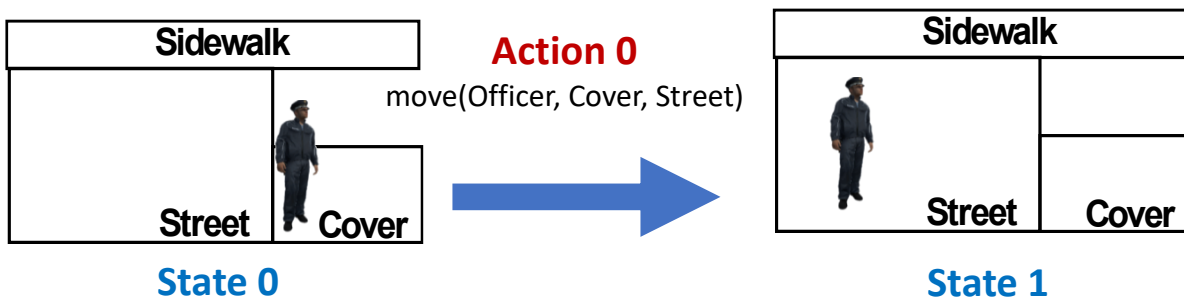 Sidewalk
Street
Cover
State 0
Action 0
move(Officer, Cover, Street)
Sidewalk
Street
Cover
State 1